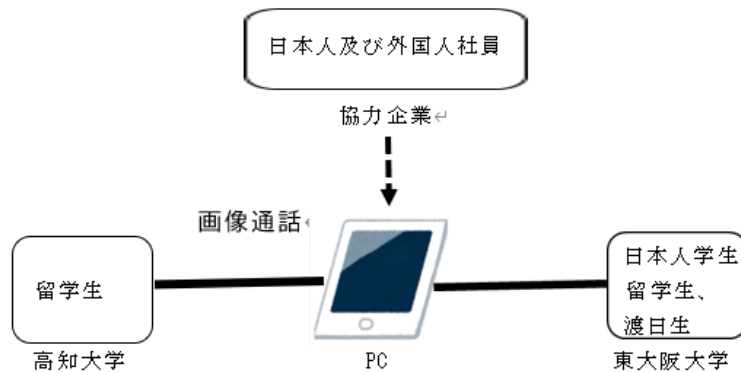 日本人及び外国人社員
協力企業↵
画像通話↵
留学生
日本人学生
留学生、
渡日生
高知大学
PC
東大阪大学